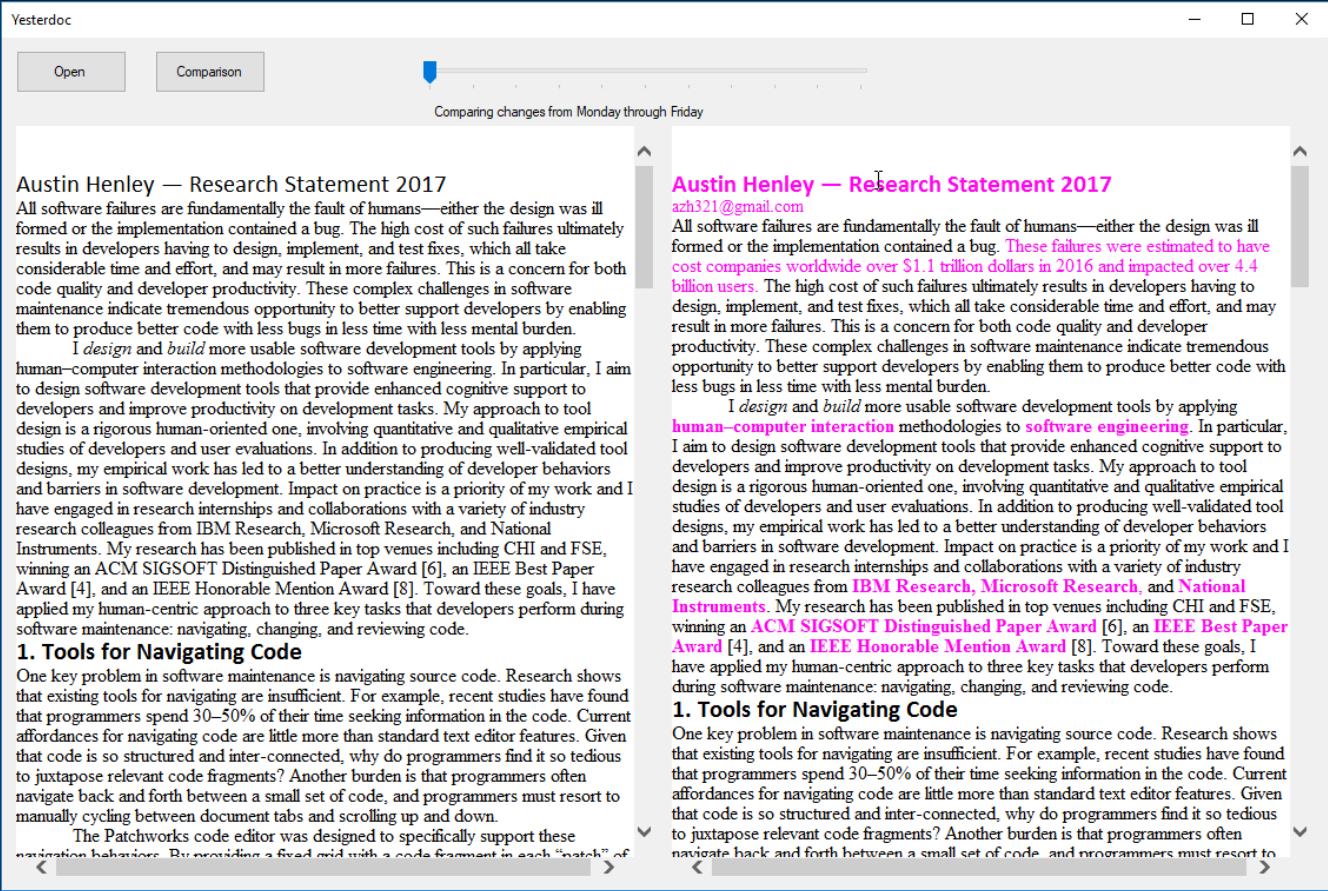 Yesterdoc
Open
Comparison
Comparing changes from Monday through Friday
Austin Henley — Research Statement 2017
All software failures are fundamentally the fault of humans—either the design was ill
formed or the implementation contained a bug. The high cost of such failures ultimately
results in developers having to design, implement, and test fixes, which all take
considerable time and effort, and may result in more failures. This is a concern for both
code quality and developer productivity. These complex challenges in software
maintenance indicate tremendous opportunity to better support developers by enabling
them to produce better code with less bugs in less time with less mental burden.
I design and build more usable software development tools by applying
human–computer interaction methodologies to software engineering. In particular, I aim
to design software development tools that provide enhanced cognitive support to
developers and improve productivity on development tasks. My approach to tool
design is a rigorous human-oriented one, involving quantitative and qualitative empirical
studies of developers and user evaluations. In addition to producing well-validated tool
designs, my empirical work has led to a better understanding of developer behaviors
and barriers in software development. Impact on practice is a priority of my work and I
have engaged in research internships and collaborations with a variety of industry
research colleagues from IBM Research, Microsoft Research, and National
Instruments. My research has been published in top venues including CHI and FSE,
winning an ACM SIGSOFT Distinguished Paper Award [6], an IEEE Best Paper
Award [4], and an IEEE Honorable Mention Award [8]. Toward these goals, I have
applied my human-centric approach to three key tasks that developers perform during
software maintenance: navigating, changing, and reviewing code.
1. Tools for Navigating Code
One key problem in software maintenance is navigating source code. Research shows
that existing tools for navigating are insufficient. For example, recent studies have found
that programmers spend 30–50% of their time seeking information in the code. Current
affordances for navigating code are little more than standard text editor features. Given
that code is so structured and inter-connected, why do programmers find it so tedious
to juxtapose relevant code fragments? Another burden is that programmers often
navigate back and forth between a small set of code, and programmers must resort to
manually cycling between document tabs and scrolling up and down.
The Patchworks code editor was designed to specifically support these
navigation behaviors. By providing a fixed grid with a code fragment in each “patch” of
Austin Henley — Research Statement 2017
azh321@gmail.com
All software failures are fundamentally the fault of humans—either the design was ill
formed or the implementation contained a bug. These failures were estimated to have
cost companies worldwide over $1.1 trillion dollars in 2016 and impacted over 4.4
billion users. The high cost of such failures ultimately results in developers having to
design, implement, and test fixes, which all take considerable time and effort, and may
result in more failures. This is a concern for both code quality and developer
productivity. These complex challenges in software maintenance indicate tremendous
opportunity to better support developers by enabling them to produce better code with
less bugs in less time with less mental burden.
I design and build more usable software development tools by applying
human–computer interaction methodologies to software engineering. In particular,
I aim to design software development tools that provide enhanced cognitive support to
developers and improve productivity on development tasks. My approach to tool
design is a rigorous human-oriented one, involving quantitative and qualitative empirical
studies of developers and user evaluations. In addition to producing well-validated tool
designs, my empirical work has led to a better understanding of developer behaviors
and barriers in software development. Impact on practice is a priority of my work and I
have engaged in research internships and collaborations with a variety of industry
research colleagues from IBM Research, Microsoft Research, and National
Instruments. My research has been published in top venues including CHI and FSE,
winning an ACM SIGSOFT Distinguished Paper Award [6], an IEEE Best Paper
Award [4], and an IEEE Honorable Mention Award [8]. Toward these goals, I
have applied my human-centric approach to three key tasks that developers perform
during software maintenance: navigating, changing, and reviewing code.
1. Tools for Navigating Code
One key problem in software maintenance is navigating source code. Research shows
that existing tools for navigating are insufficient. For example, recent studies have found
that programmers spend 30–50% of their time seeking information in the code. Current
affordances for navigating code are little more than standard text editor features. Given
that code is so structured and inter-connected, why do programmers find it so tedious
to juxtapose relevant code fragments? Another burden is that programmers often
navigate back and forth between a small set of code, and programmers must resort to